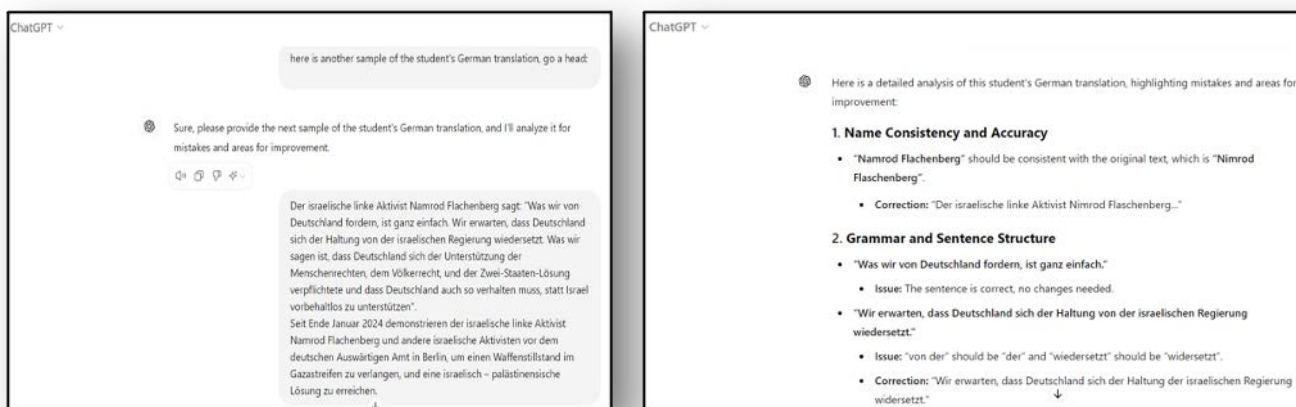 ChatGPT
here is another sample of the student's German translation, go a head:
Sure, please provide the next sample of the student's German translation, and I'll analyze it for
mistakes and areas for improvement.
Der israelische linke Aktivist Namrod Flachenberg sagt: "Was wir von
Deutschland fordern, ist ganz einfach. Wir erwarten, dass Deutschland
sich der Haltung von der israelischen Regierung wiedersetzt. Was wir
sagen ist, dass Deutschland sich der Unterstützung der
Menschenrechten, dem Völkerrecht, und der Zwei-Staaten-Lösung
verpflichtete und dass Deutschland auch so verhalten muss, statt Israel
vorbehaltlos zu unterstützen".
Seit Ende Januar 2024 demonstrieren der israelische linke Aktivist
Namrod Flachenberg und andere israelische Aktivisten vor dem
deutschen Auswärtigen Amt in Berlin, um einen Waffenstillstand im
Gazastreifen zu verlangen, und eine israelisch – palästinensische
Lösung zu erreichen.
ChatGPT
Here is a detailed analysis of this student's German translation, highlighting mistakes and areas for
improvement:
1. Name Consistency and Accuracy
• "Namrod Flachenberg" should be consistent with the original text, which is "Nimrod
Flaschenberg".
▪ Correction: "Der israelische linke Aktivist Nimrod Flaschenberg..."
2. Grammar and Sentence Structure
• "Was wir von Deutschland fordern, ist ganz einfach."
▪ Issue: The sentence is correct, no changes needed.
• "Wir erwarten, dass Deutschland sich der Haltung von der israelischen Regierung
wiedersetzt."
▪ Issue: "von der" should be "der" and "wiedersetzt" should be "widersetzt".
▪ Correction: "Wir erwarten, dass Deutschland sich der Haltung der israelischen Regierung
widersetzt."